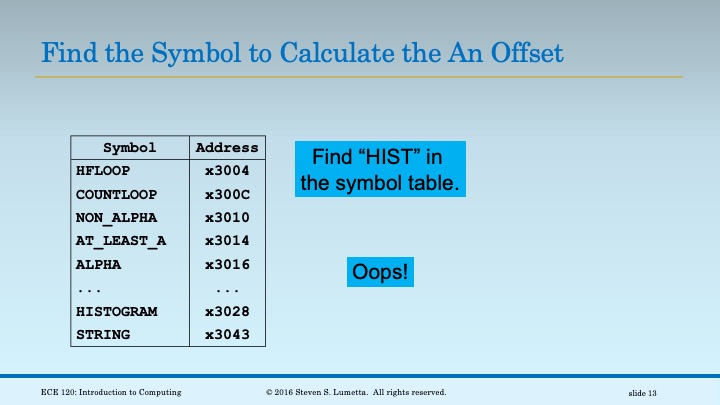 Find the Symbol to Calculate the An Offset
Symbol Address
HFLOOP x3004
COUNTLOOP x300C
NON_ALPHA x3010
AT_LEAST_A x3014
ALPHA x3016
... ...
HISTOGRAM x3028
STRING x3043
Find “HIST” in
the symbol table.
Oops!
ECE 120: Introduction to Computing © 2016 Steven S. Lumetta. All rights reserved. slide 13